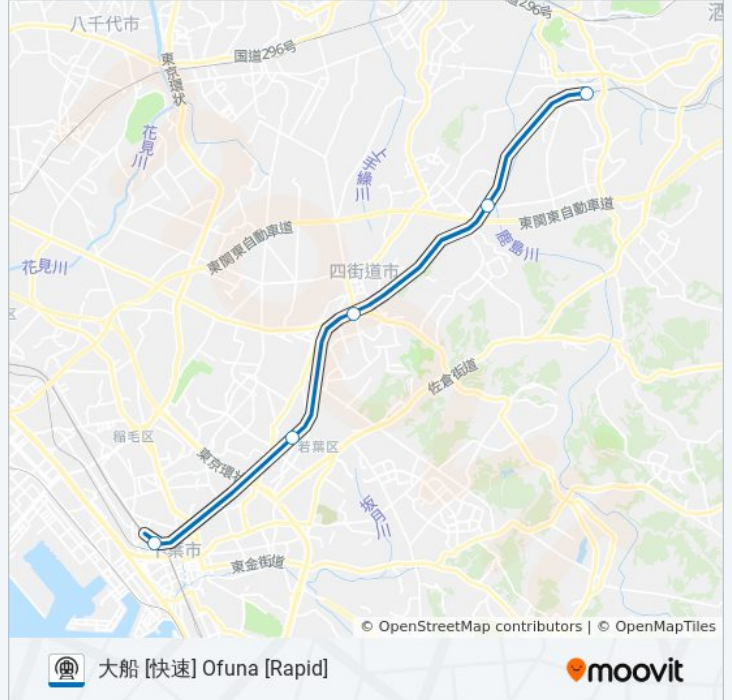 八千代市
国道296号
296号
酒
東京環状
花見川
上手繰川
東関東自動車道
東関東自動車道
鹿島川
花見川
四街道市
区
佐倉街道
稲毛区
若葉区
東京環状
坂月川
千葉市
東金街道
© OpenStreetMap contributors | © OpenMapTiles
大船 [快速] Ofuna [Rapid]
moovit